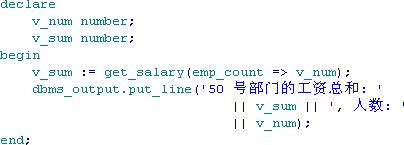 declare
    v_num number;
    v_sum number;
begin
    v_sum := get_salary(emp_count => v_num);
    dbms_output.put_line('50 号部门的工资总和：'
                         || v_sum || ', 人数：'
                         || v_num);
end;